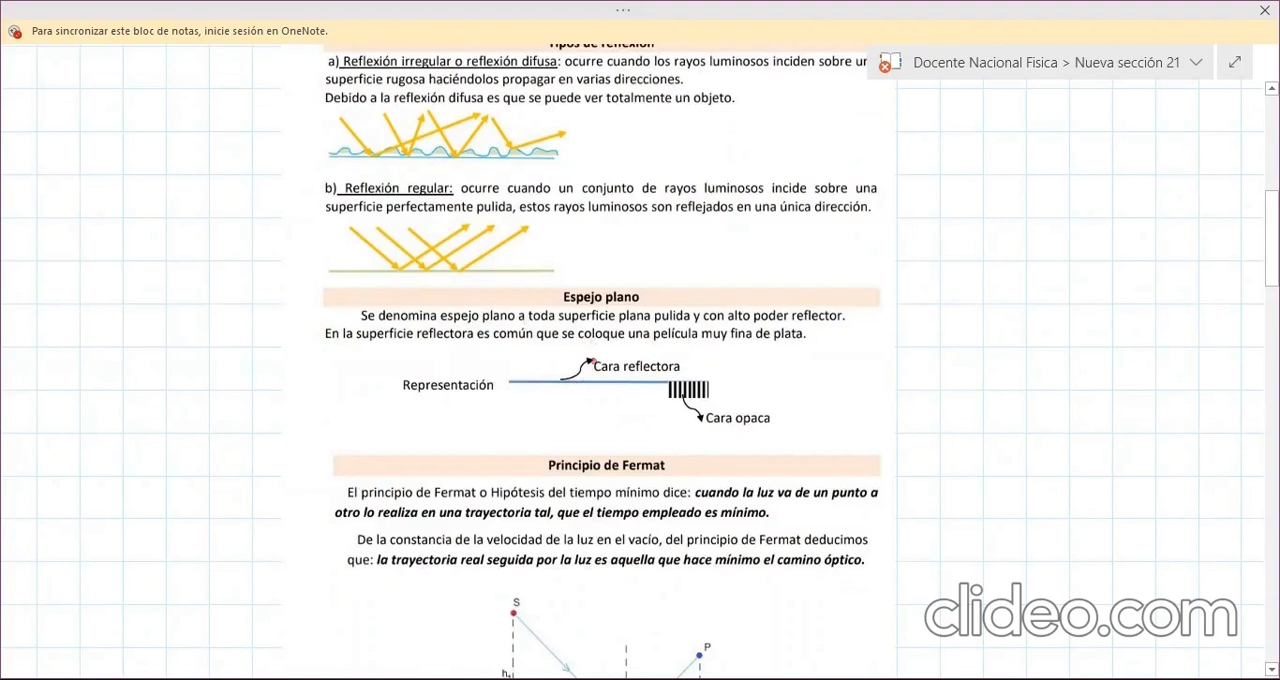 Para sincronizar este bloc de notas, inicie sesión en OneNote.
Docente Nacional Fisica > Nueva sección 21
Tipos de reflexión
a) Reflexión irregular o reflexión difusa: ocurre cuando los rayos luminosos inciden sobre un
superficie rugosa haciéndolos propagar en varias direcciones.
Debido a la reflexión difusa es que se puede ver totalmente un objeto.
b) Reflexión regular: ocurre cuando un conjunto de rayos luminosos incide sobre una
superficie perfectamente pulida, estos rayos luminosos son reflejados en una única dirección.
Espejo plano
Se denomina espejo plano a toda superficie plana pulida y con alto poder reflector.
En la superficie reflectora es común que se coloque una película muy fina de plata.
Cara reflectora
Representación
Cara opaca
Principio de Fermat
El principio de Fermat o Hipótesis del tiempo mínimo dice: cuando la luz va de un punto a
otro lo realiza en una trayectoria tal, que el tiempo empleado es mínimo.
De la constancia de la velocidad de la luz en el vacío, del principio de Fermat deducimos
que: la trayectoria real seguida por la luz es aquella que hace mínimo el camino óptico.
S
P
h
clideo.com